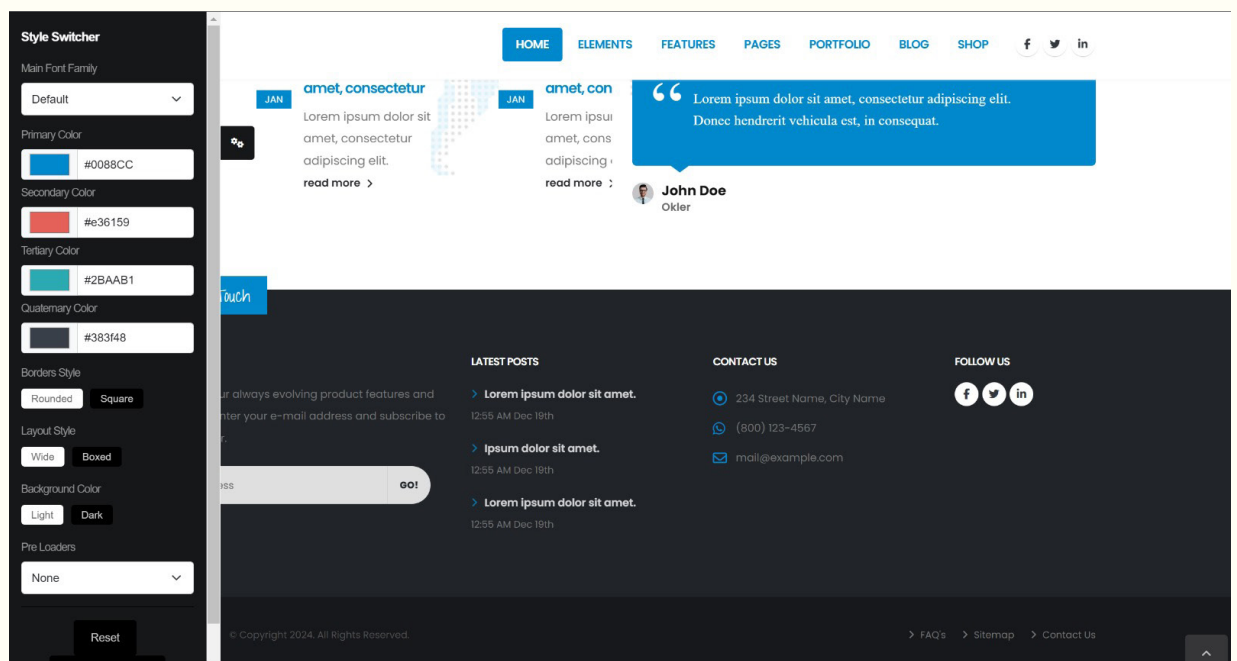 Style Switcher
Main Font Family
Default
Primary Color
#0088CC
Secondary Color
#e36159
Tertiary Color
#2BAAB1
Quaternary Color
#383f48
Borders Style
Rounded Square
Layout Style
Wide Boxed
Background Color
Light Dark
Pre Loaders
None
Reset
HOME ELEMENTS FEATURES PAGES PORTFOLIO BLOG SHOP
JAN
amet, consectetur
Lorem ipsum dolor sit
amet, consectetur
adipiscing elit.
read more >
JAN
amet, con
Lorem ipsu
amet, cons
adipiscing
read more
“ Lorem ipsum dolor sit amet, consectetur adipiscing elit.
Donec hendrerit vehicula est, in consequat.
John Doe
Okler
Touch
ur always evolving product features and
nter your e-mail address and subscribe to
r.
ess GO!
LATEST POSTS
> Lorem ipsum dolor sit amet.
12:55 AM Dec 19th
> Ipsum dolor sit amet.
12:55 AM Dec 19th
> Lorem ipsum dolor sit amet.
12:55 AM Dec 19th
CONTACT US
234 Street Name, City Name
(800) 123-4567
mail@example.com
FOLLOW US
© Copyright 2024. All Rights Reserved.
> FAQ's > Sitemap > Contact Us